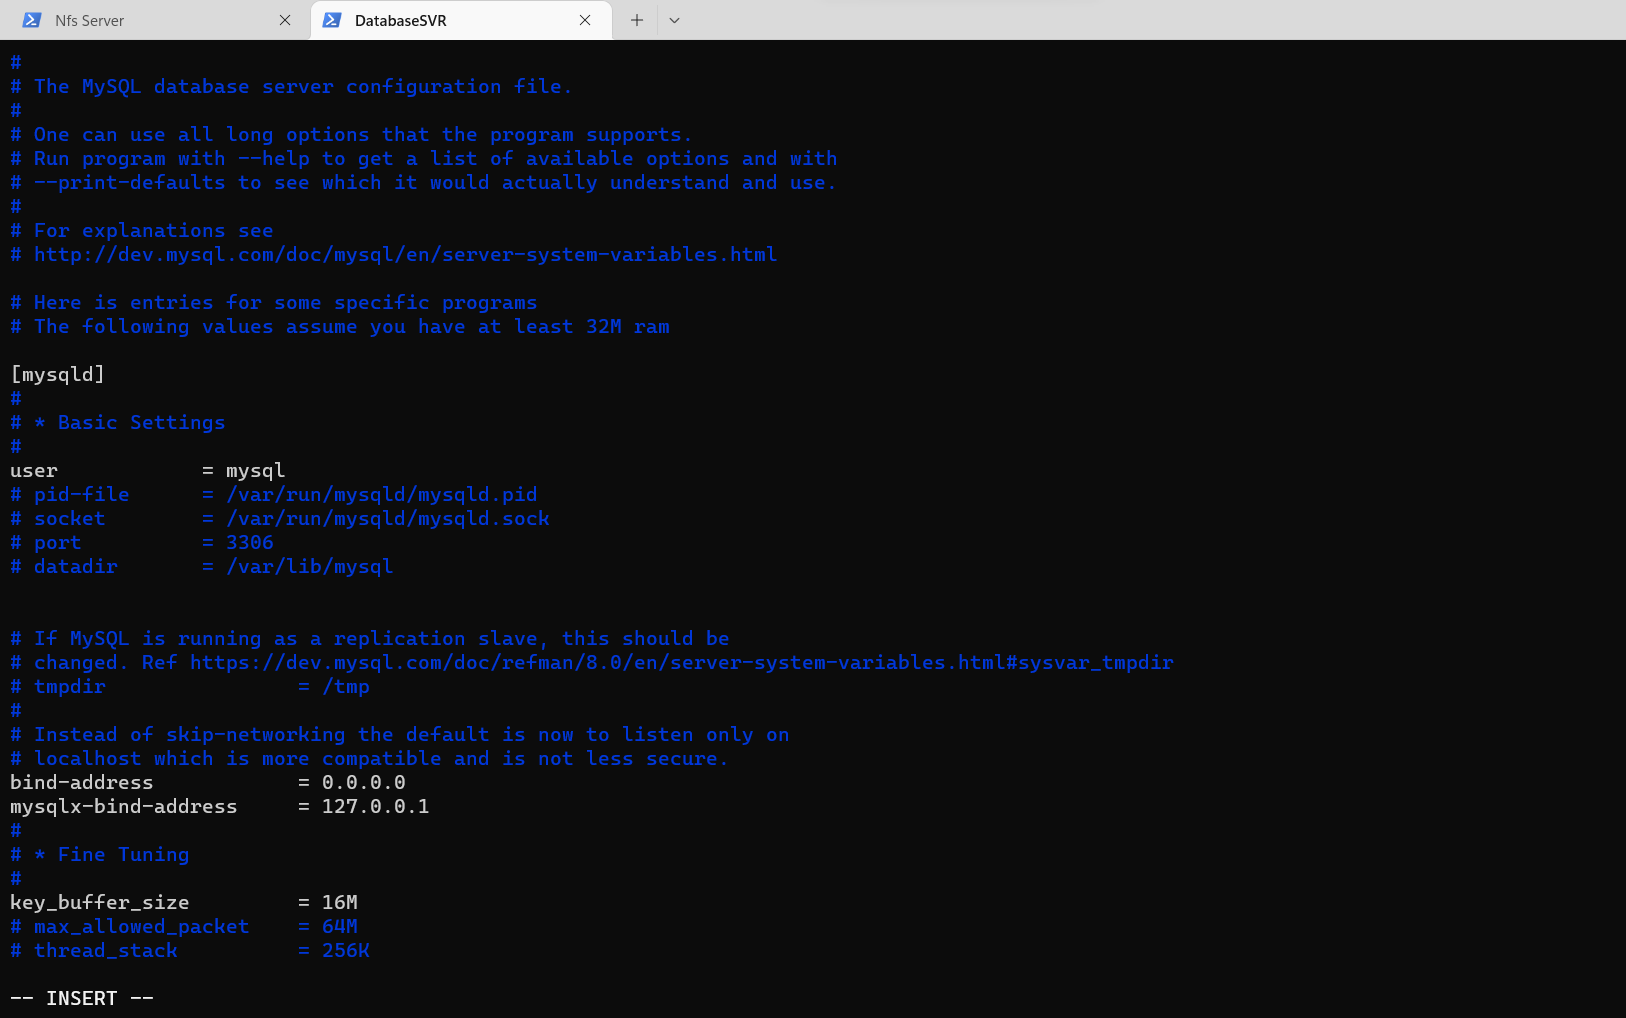 Nfs Server
DatabaseSVR
#
# The MySQL database server configuration file.
#
# One can use all long options that the program supports.
# Run program with --help to get a list of available options and with
# --print-defaults to see which it would actually understand and use.
#
# For explanations see
# http://dev.mysql.com/doc/mysql/en/server-system-variables.html
# Here is entries for some specific programs
# The following values assume you have at least 32M ram
[mysqld]
#
# * Basic Settings
#
user            = mysql
# pid-file      = /var/run/mysqld/mysqld.pid
# socket        = /var/run/mysqld/mysqld.sock
# port          = 3306
# datadir       = /var/lib/mysql
# If MySQL is running as a replication slave, this should be
# changed. Ref https://dev.mysql.com/doc/refman/8.0/en/server-system-variables.html#sysvar_tmpdir
# tmpdir                = /tmp
#
# Instead of skip-networking the default is now to listen only on
# localhost which is more compatible and is not less secure.
bind-address            = 0.0.0.0
mysqlx-bind-address     = 127.0.0.1
#
# * Fine Tuning
#
key_buffer_size         = 16M
# max_allowed_packet    = 64M
# thread_stack          = 256K
-- INSERT --